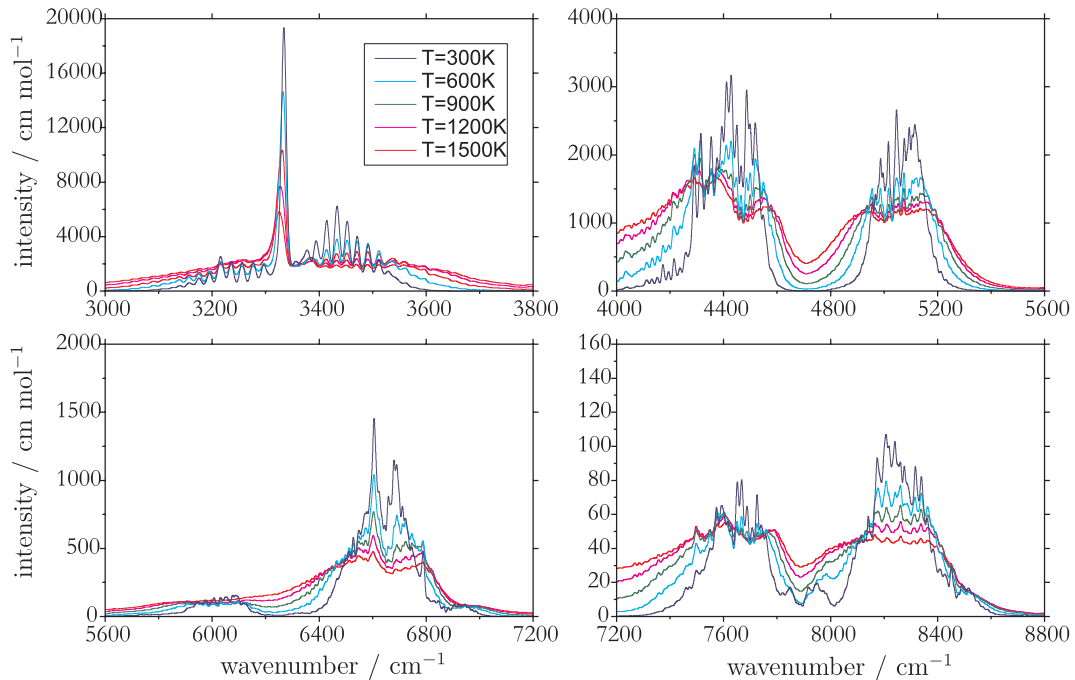 20000
16000
12000
8000
4000
0
intensity / cm mol⁻¹
T=300K
T=600K
T=900K
T=1200K
T=1500K
3000 3200 3400 3600 3800
4000
3000
2000
1000
0
4000 4400 4800 5200 5600
2000
1500
1000
500
0
intensity / cm mol⁻¹
5600 6000 6400 6800 7200
wavenumber / cm⁻¹
160
140
120
100
80
60
40
20
0
7200 7600 8000 8400 8800
wavenumber / cm⁻¹